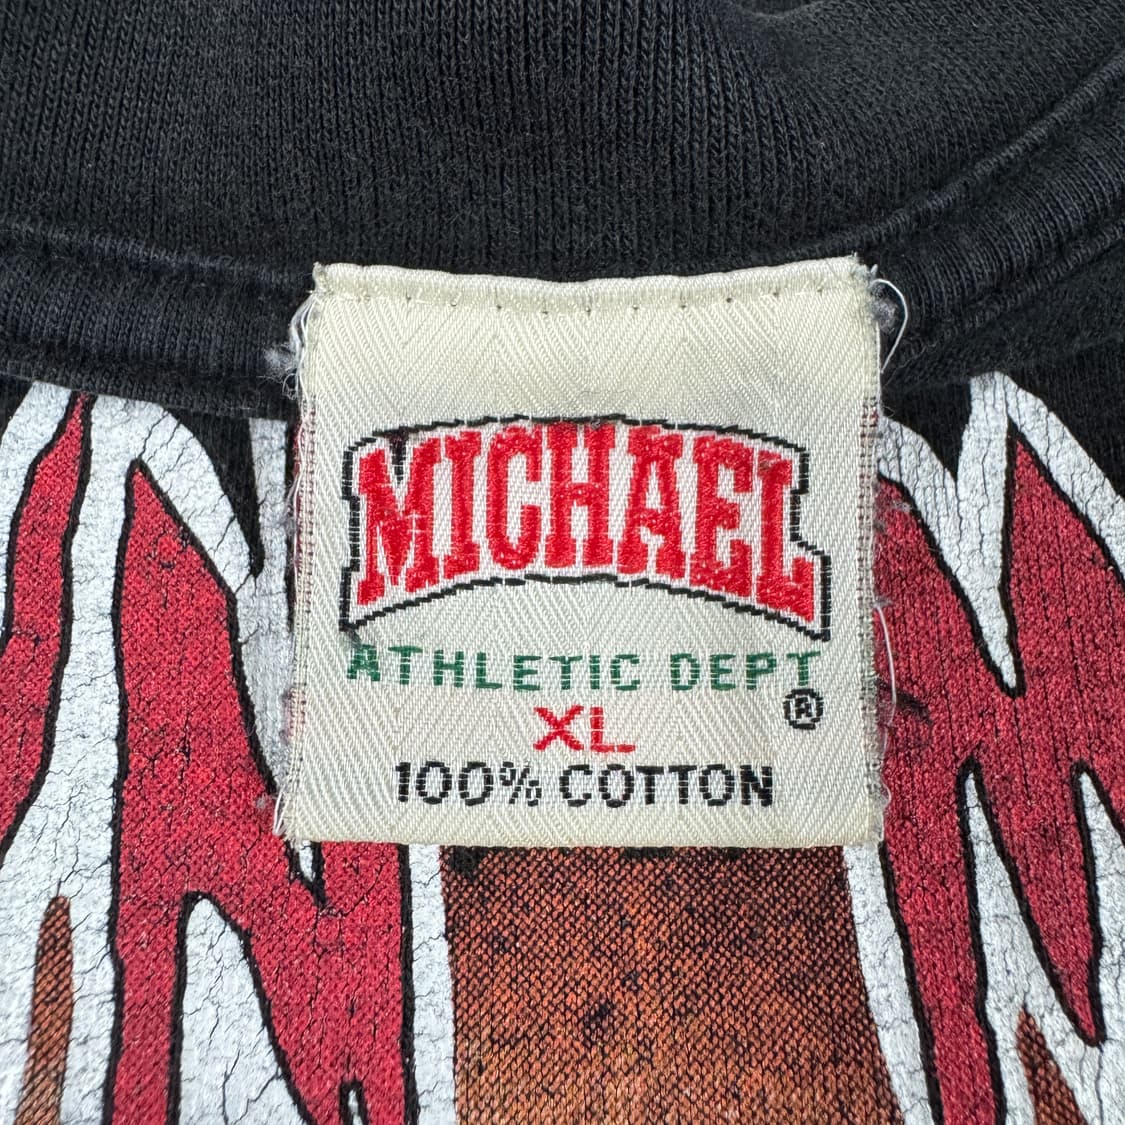 MICHAEL
ATHLETIC DEPT
®
XL
100% COTTON